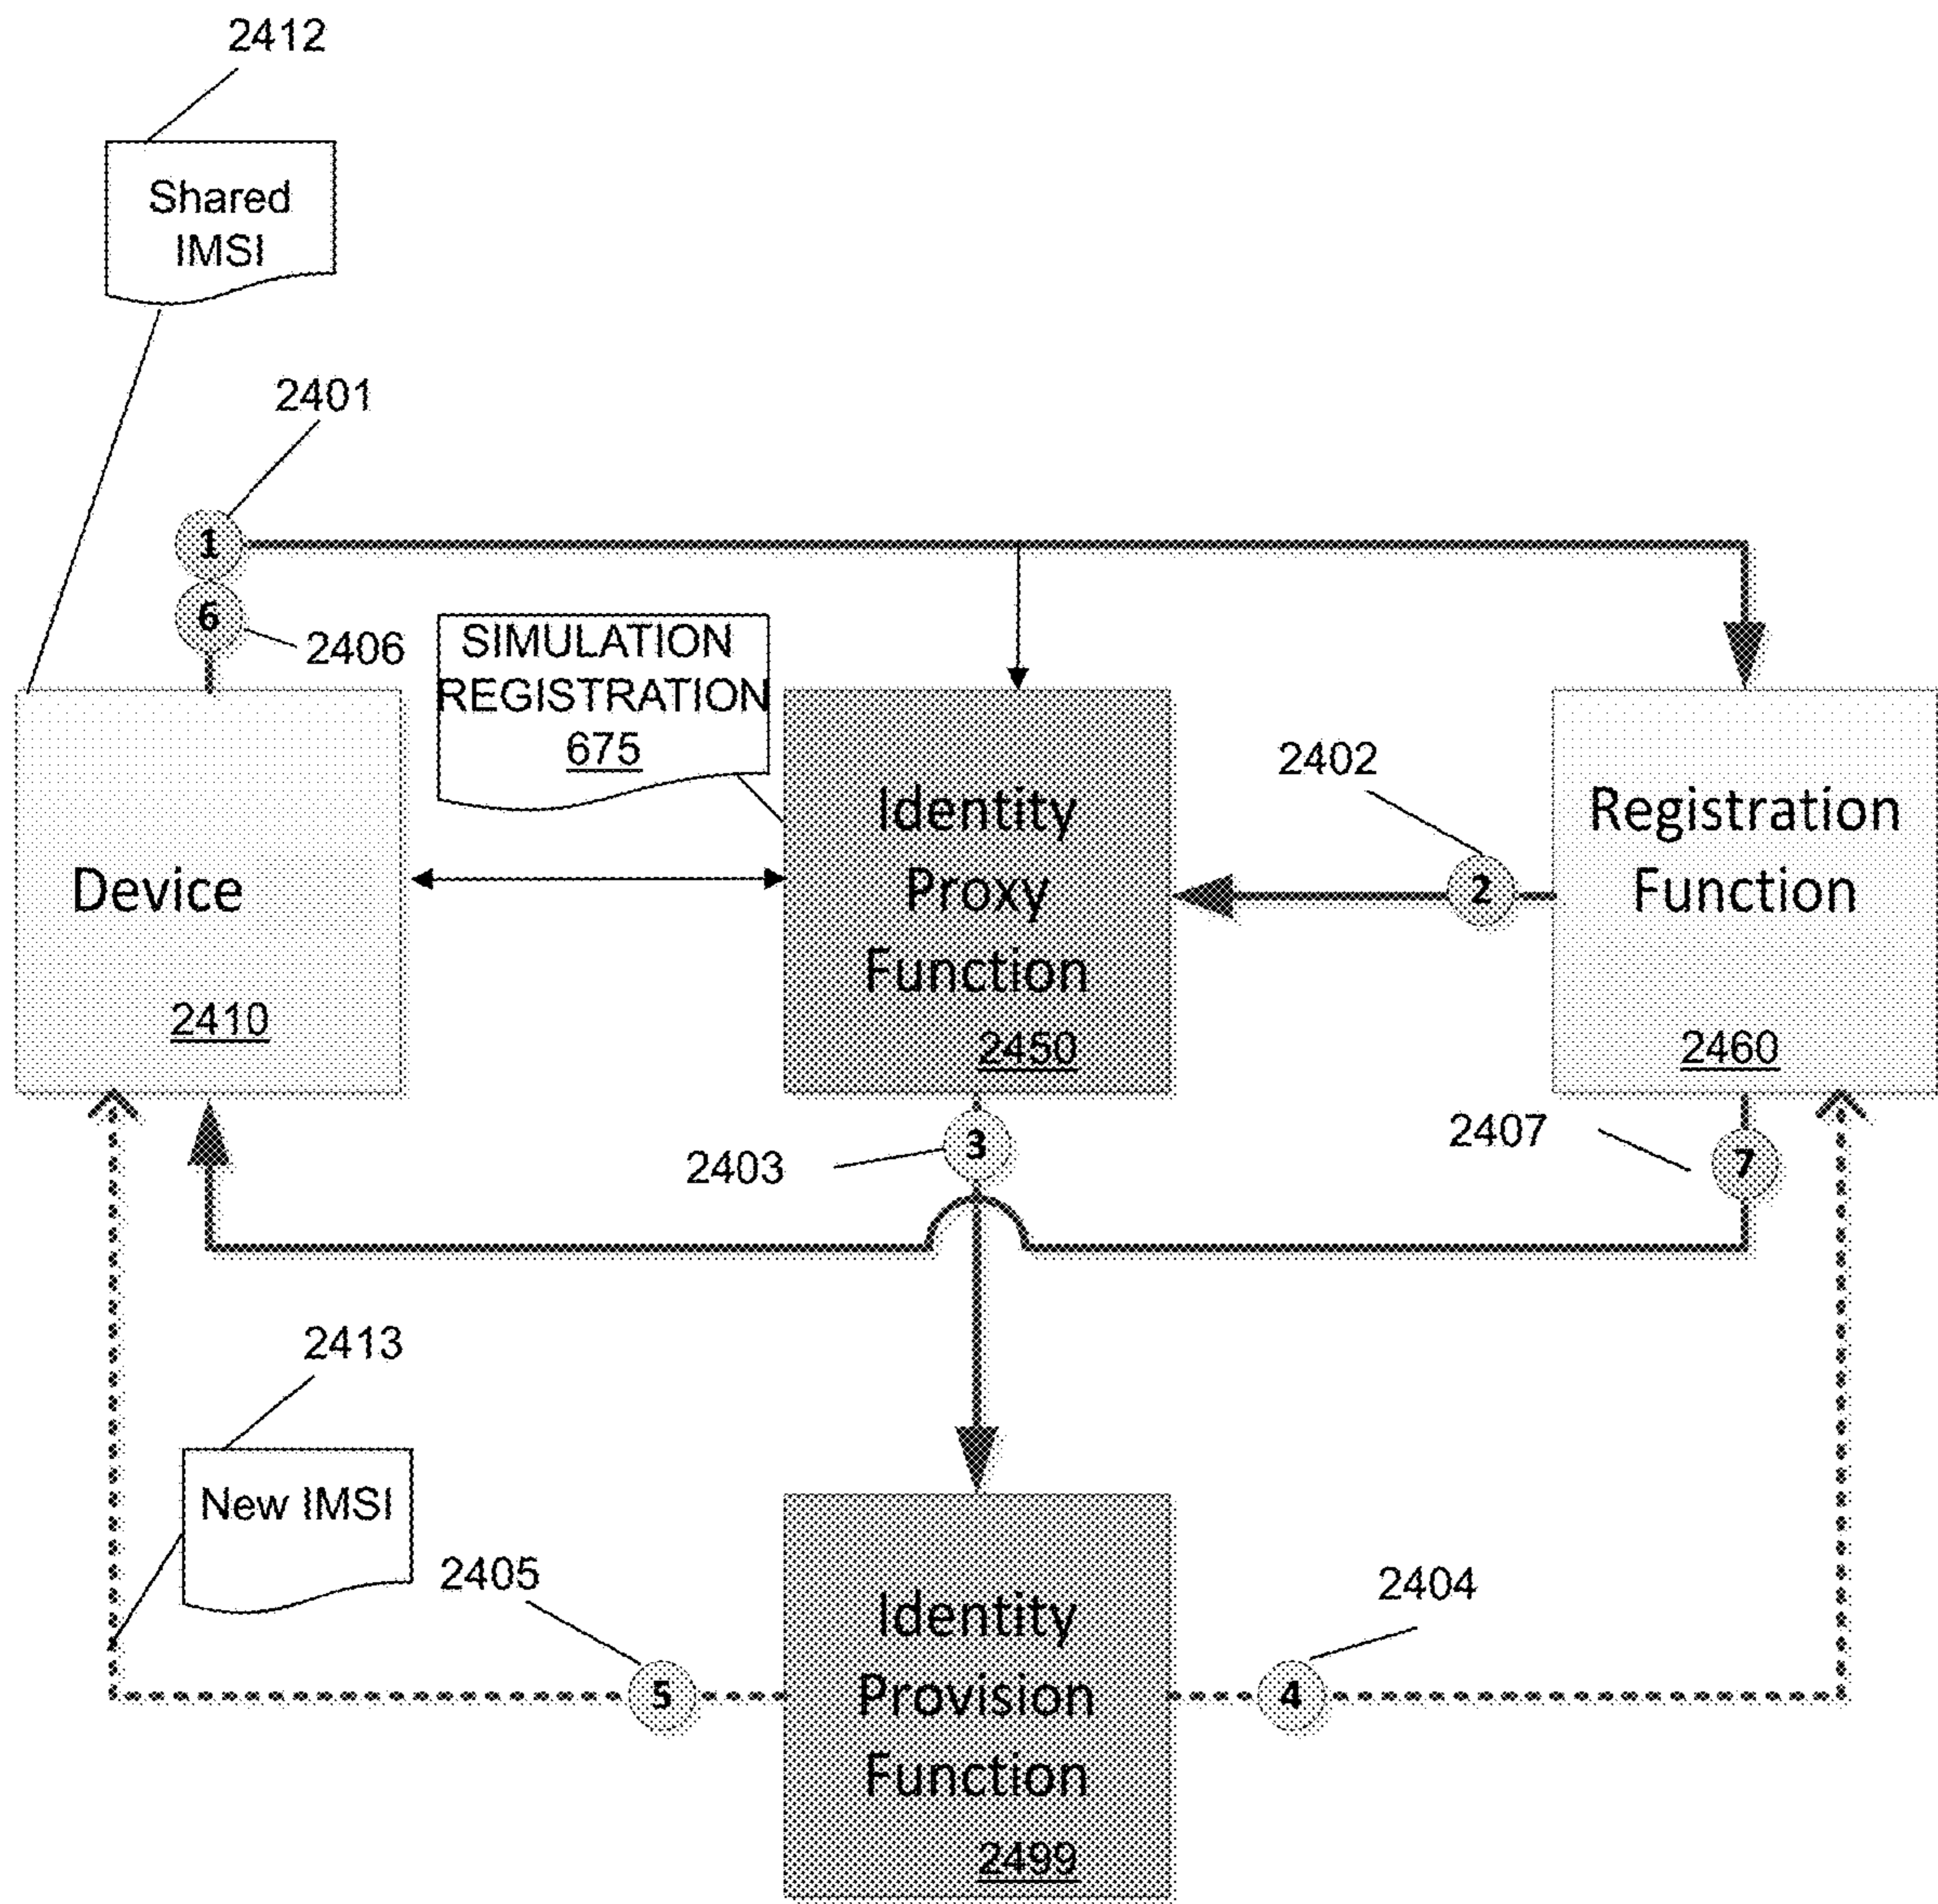 2412
Shared
IMSI
2401
1
6
2406
SIMULATION
REGISTRATION
675
2402
Identity
Proxy
Function
2450
Registration
Function
2460
2
Device
2410
3
2403
2407
7
2413
New IMSI
2405
5
2404
4
Identity
Provision
Function
2499